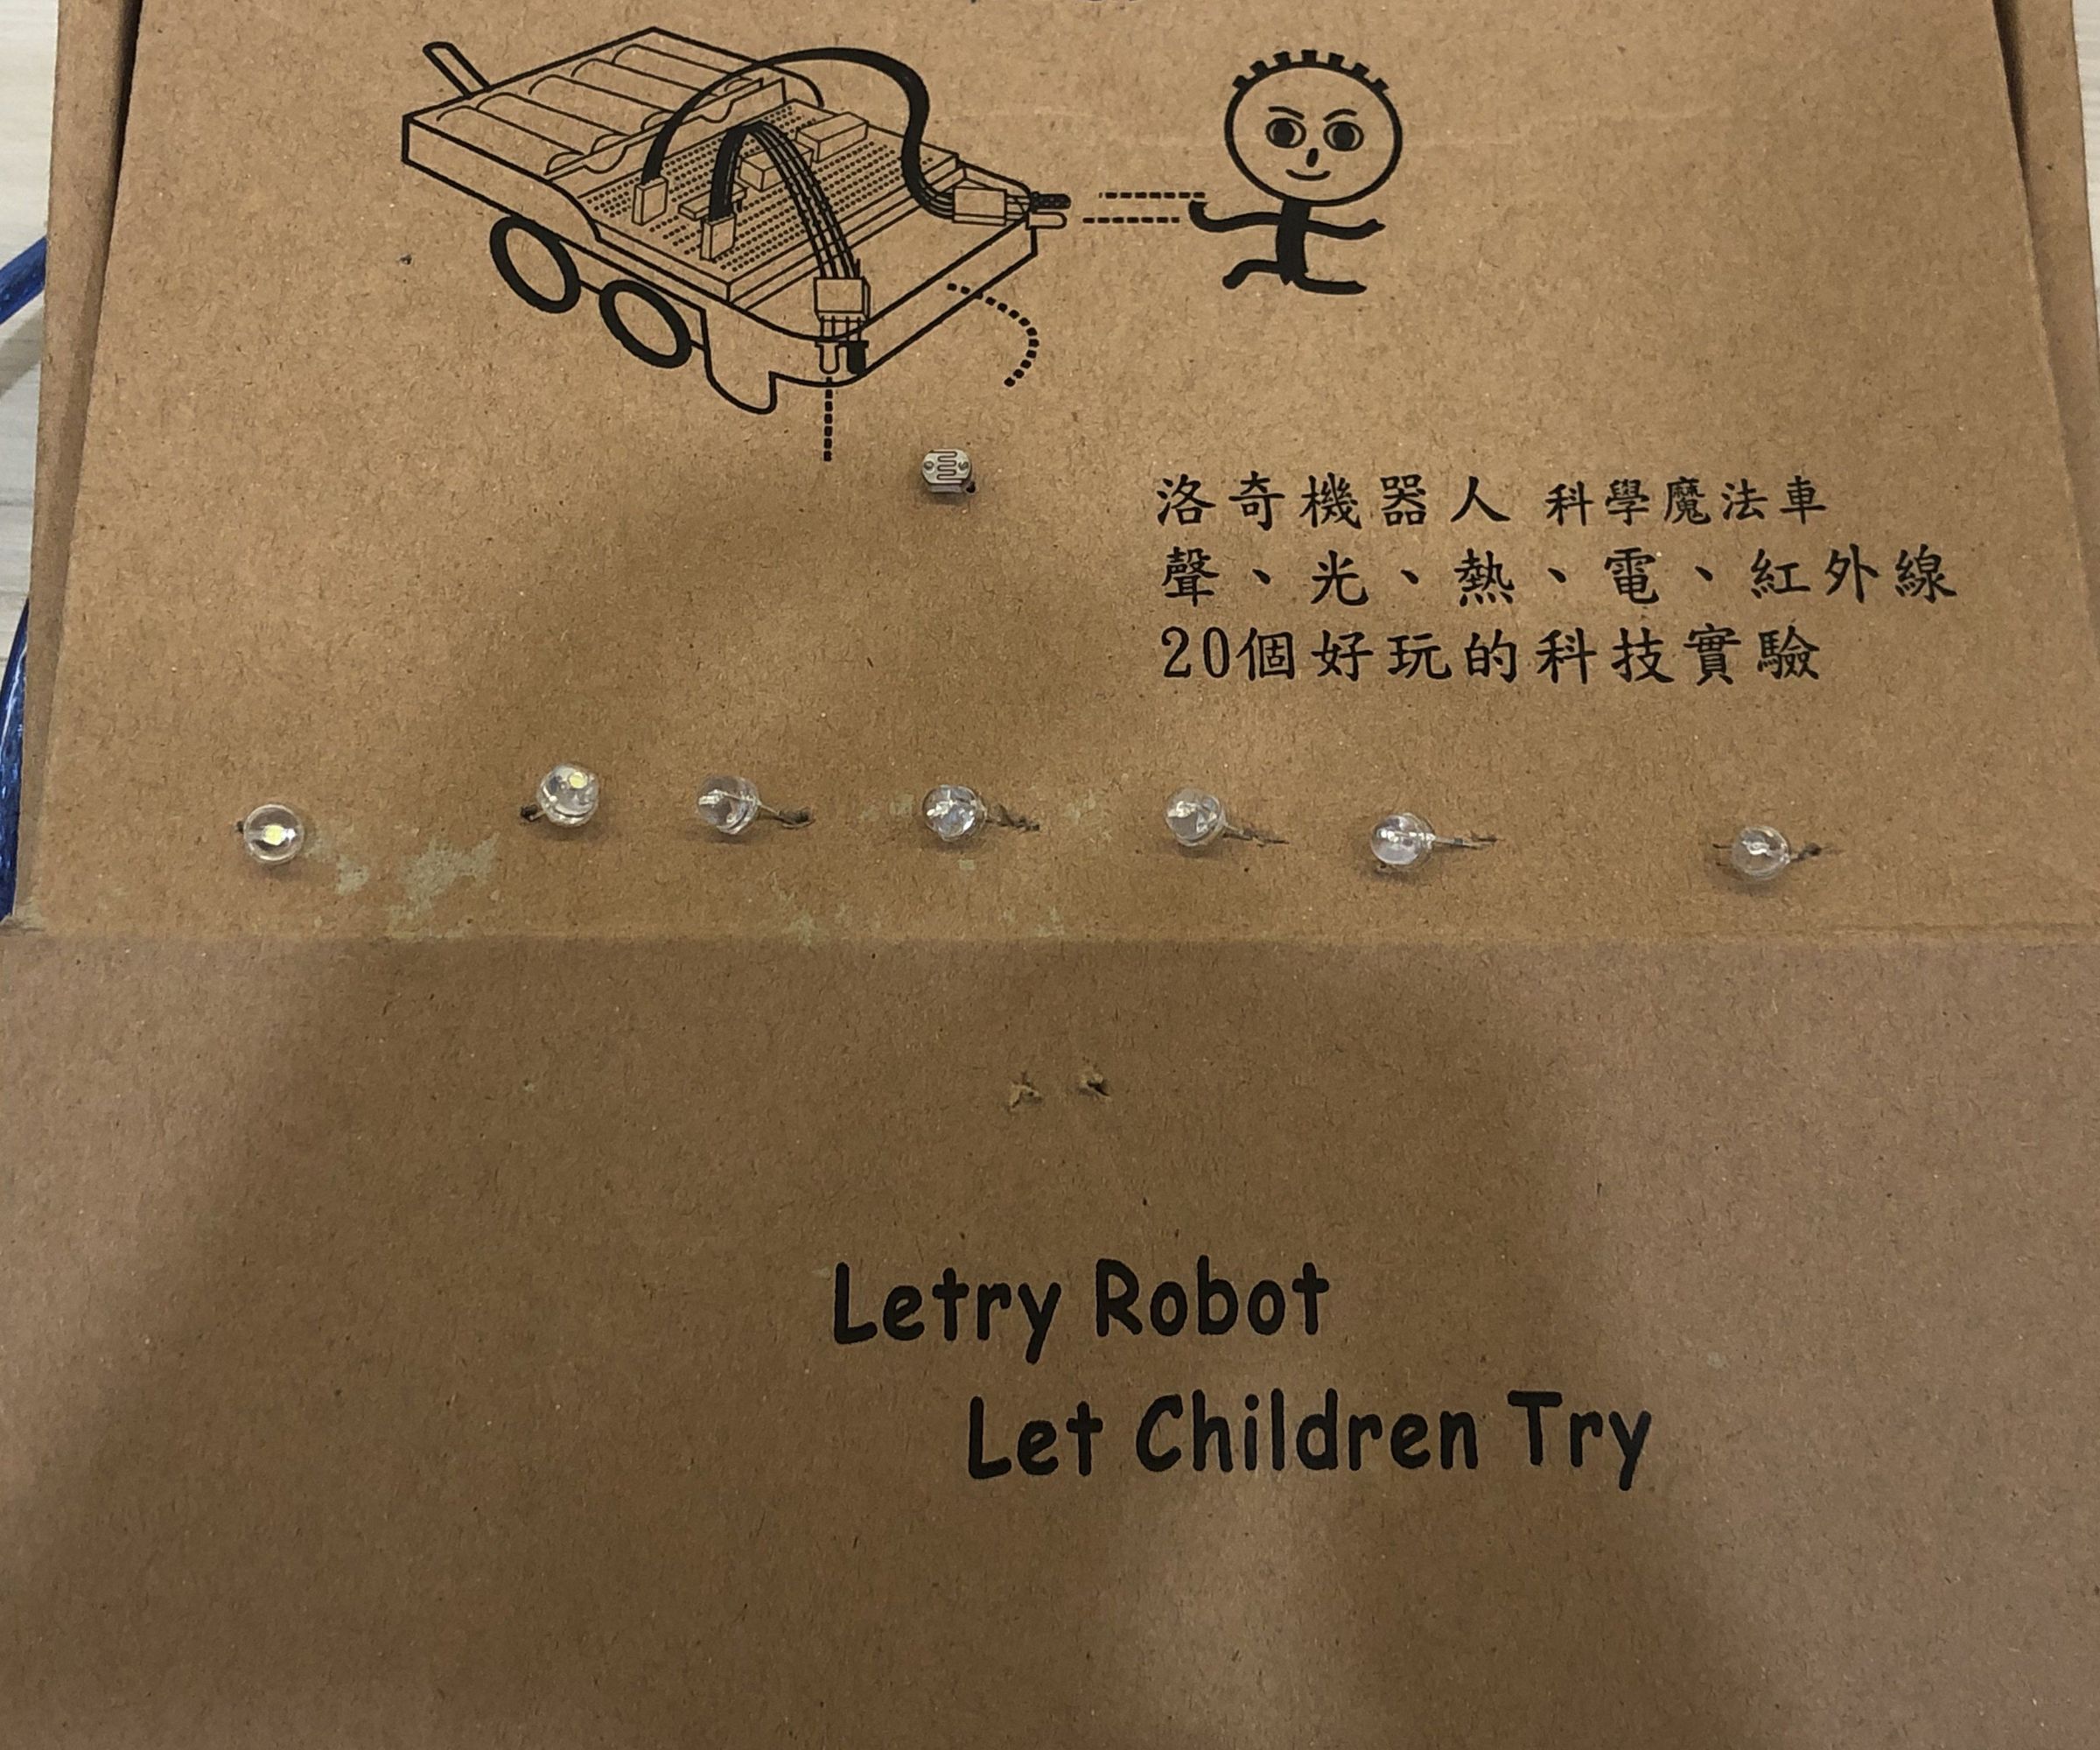 洛奇機器人 科學魔法車
聲、光、熱、電、紅外線
20個好玩的科技實驗
Letry Robot
Let Children Try